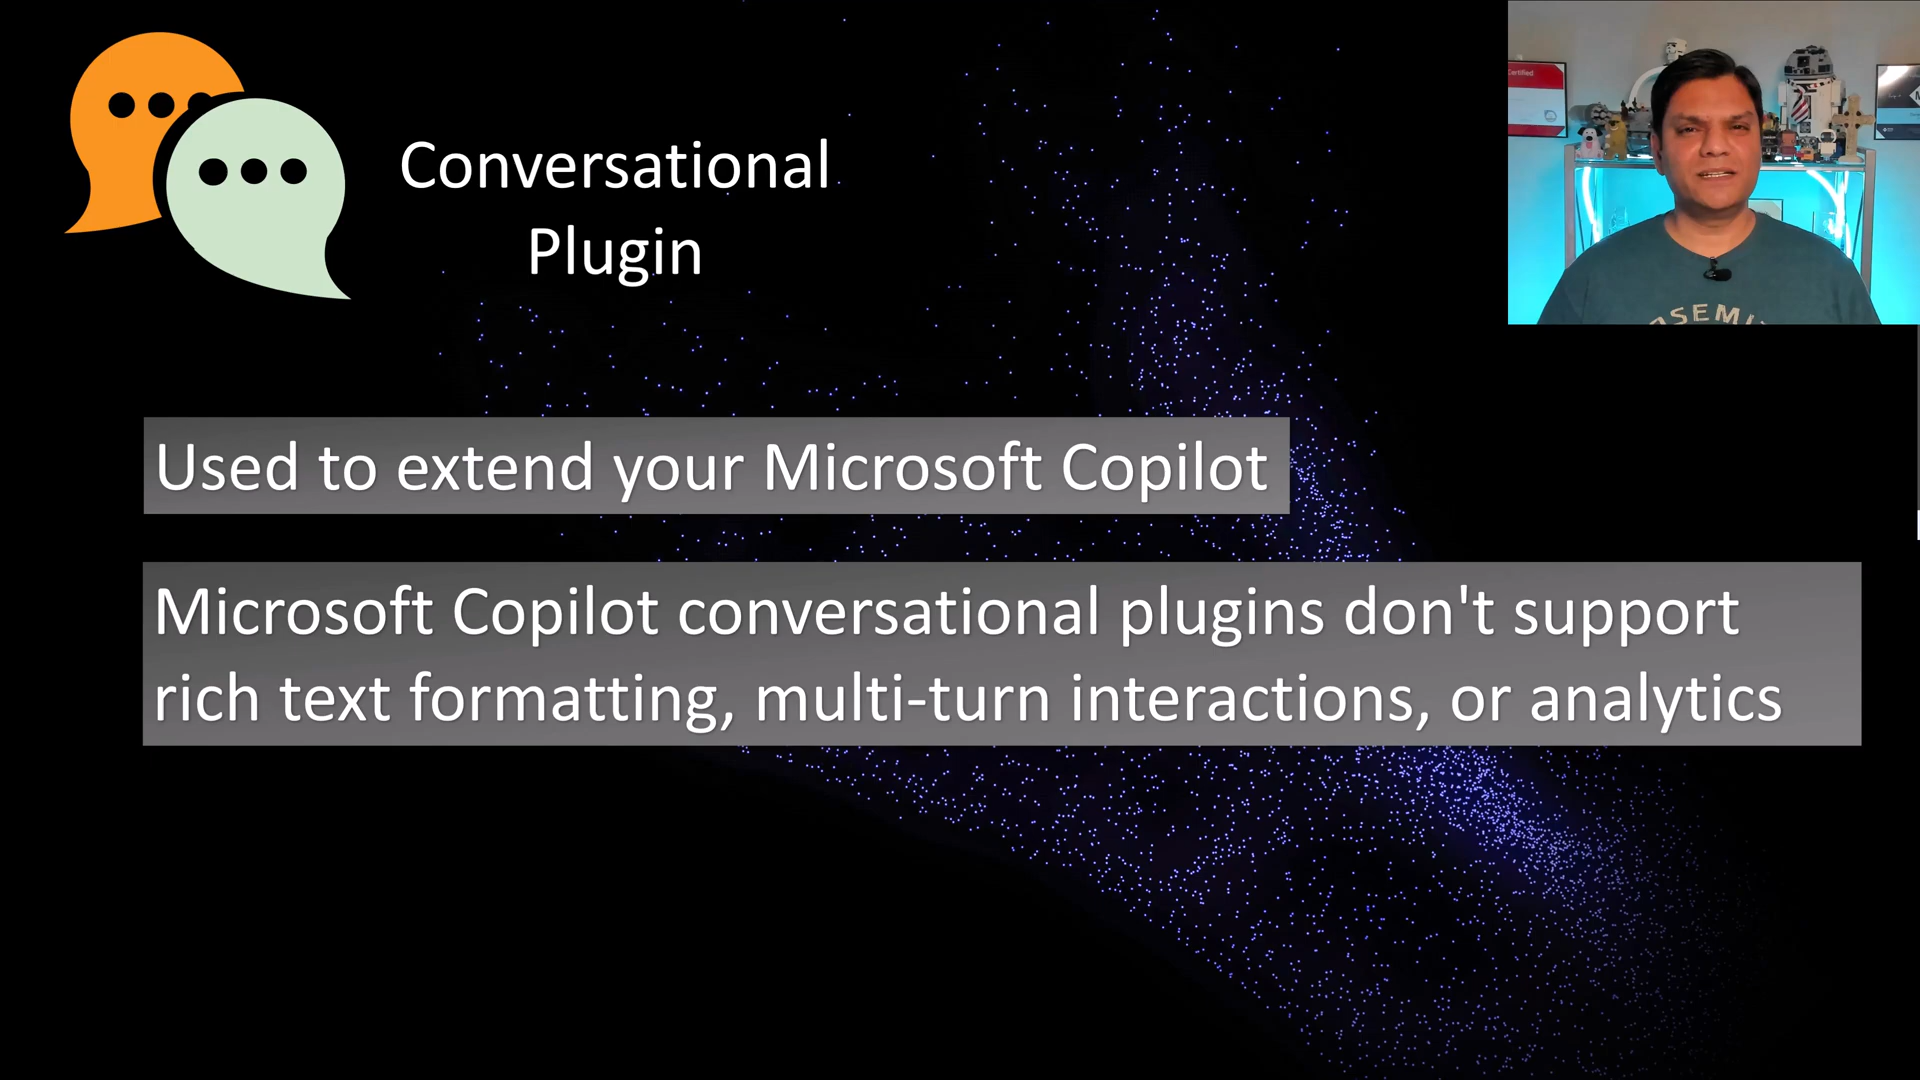 Conversational
Plugin
Certified
Used to extend your Microsoft Copilot
Microsoft Copilot conversational plugins don't support
rich text formatting, multi-turn interactions, or analytics